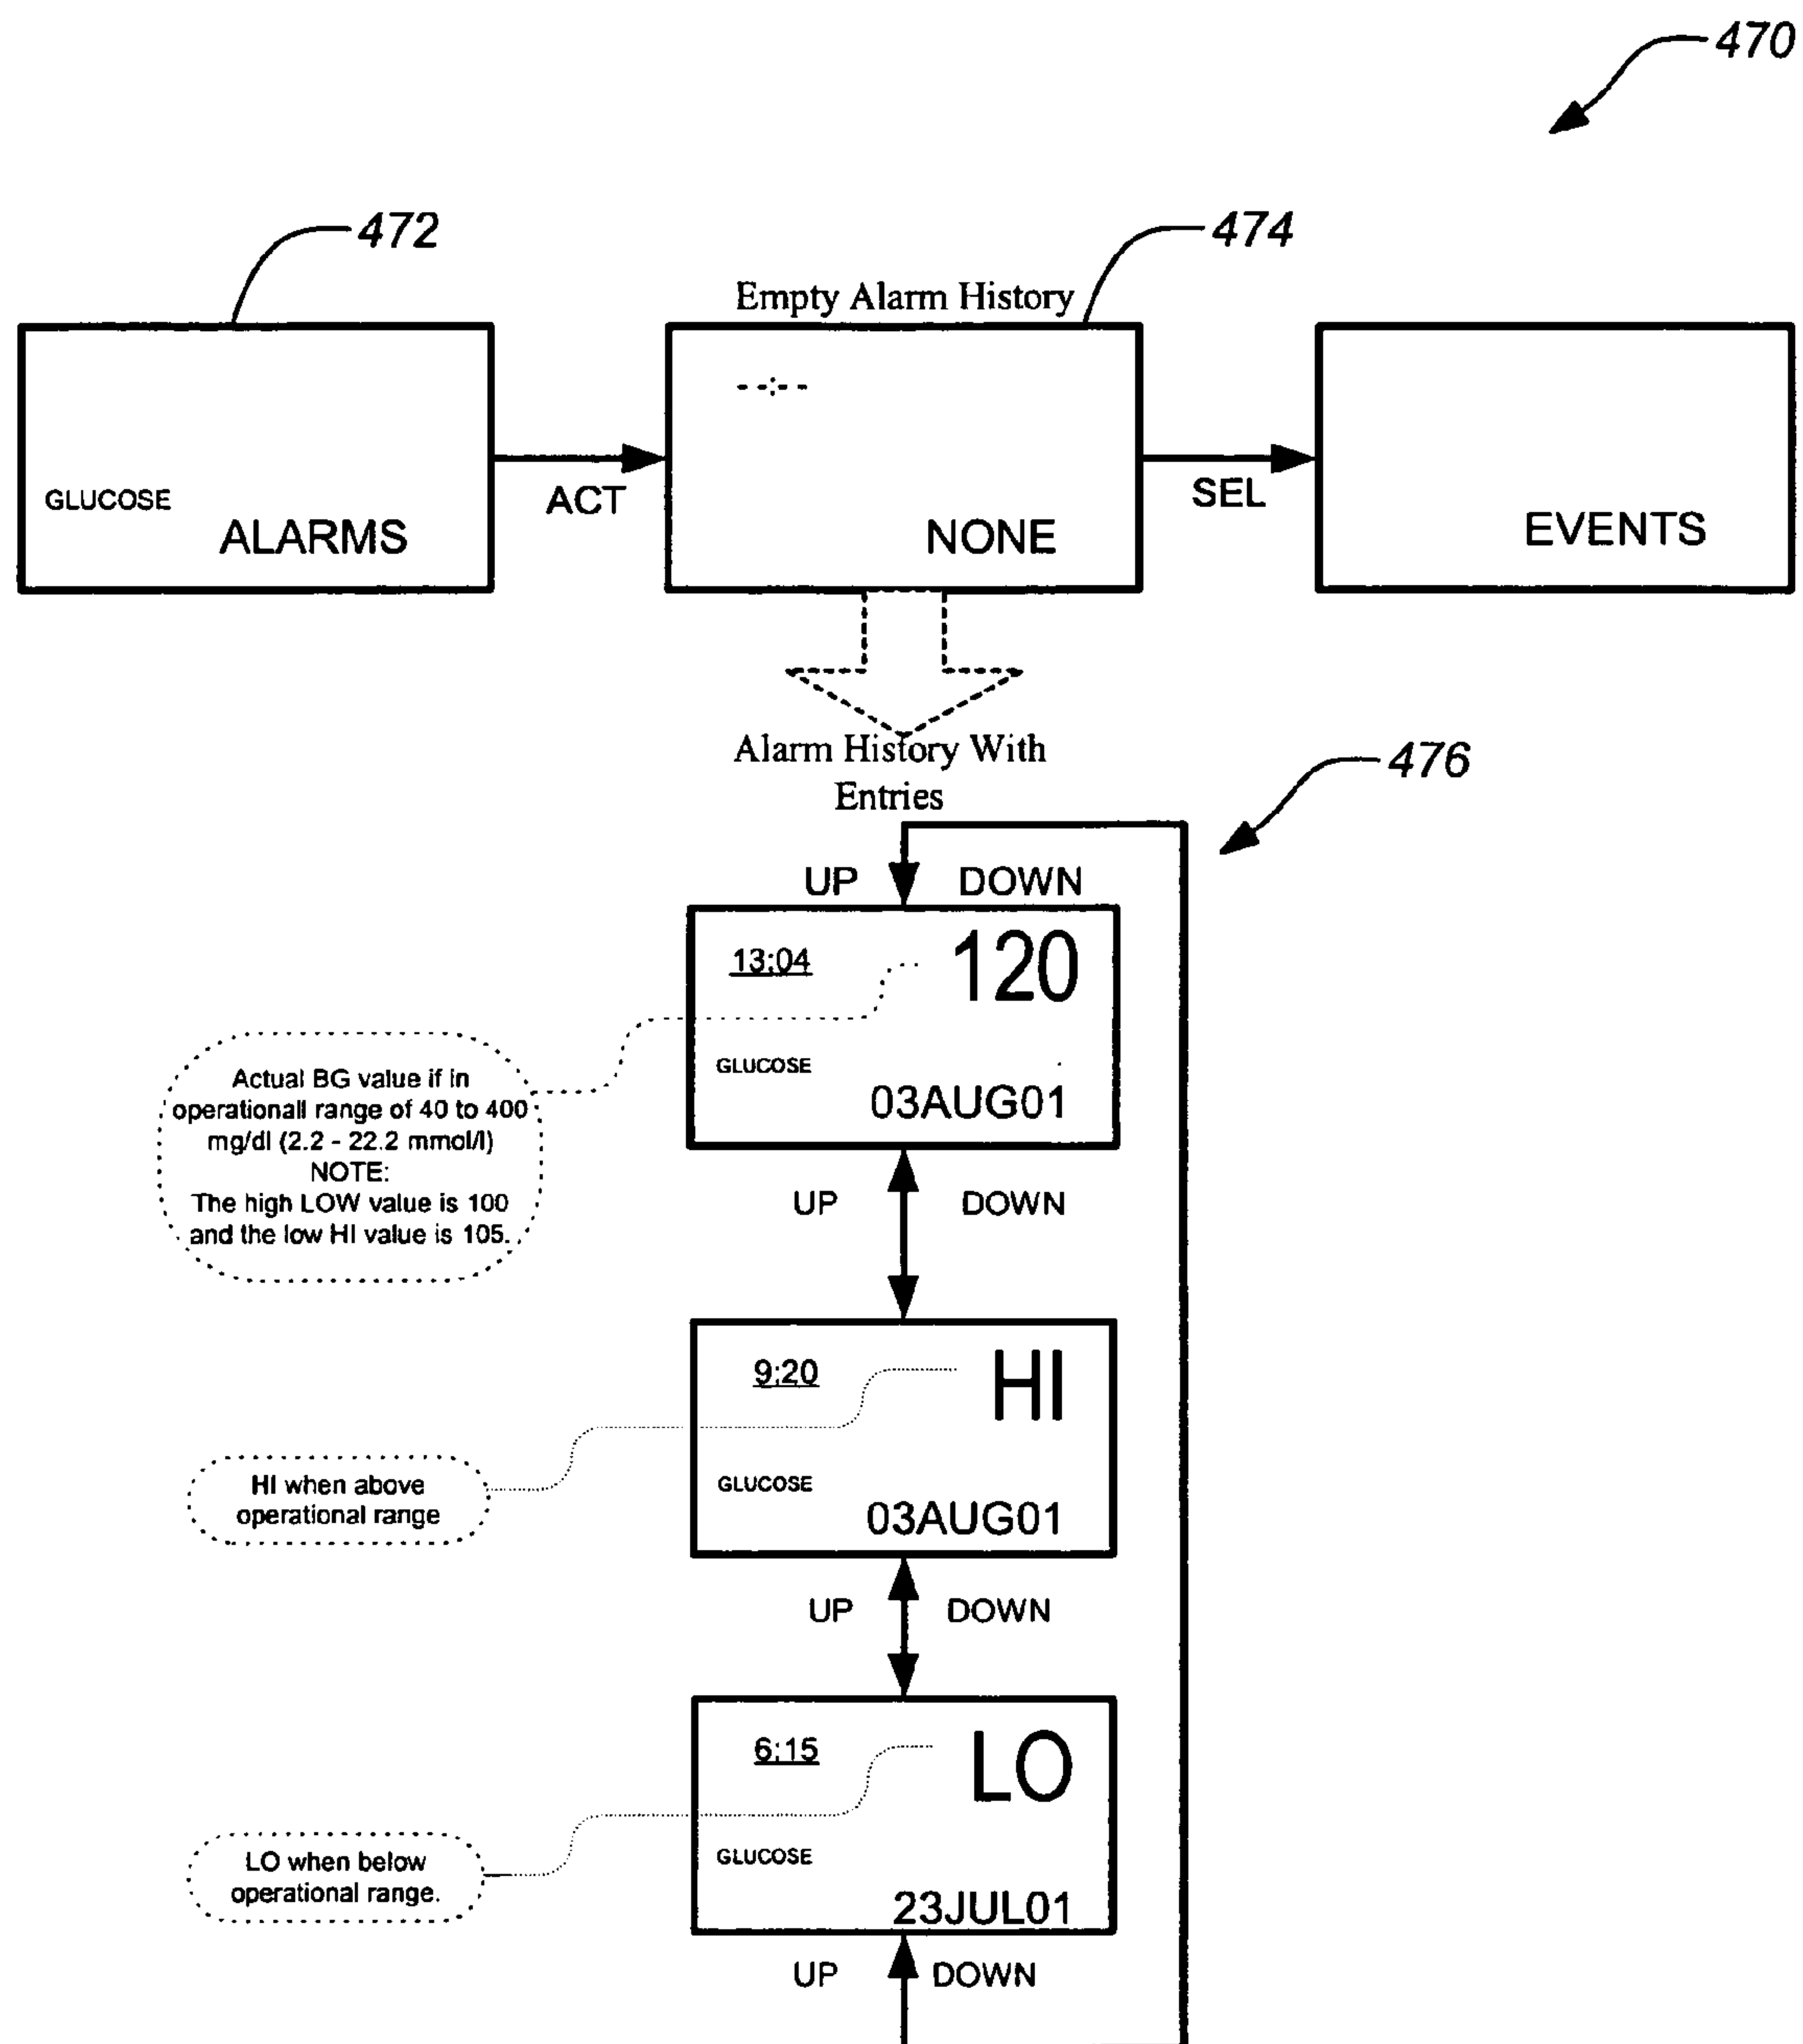 470
472
474
Empty Alarm History
--:--
GLUCOSE
ALARMS
ACT
NONE
SEL
EVENTS
Alarm History With
Entries
476
UP DOWN
13:04
120
GLUCOSE
03AUG01
Actual BG value if in
operationall range of 40 to 400
mg/dl (2.2 - 22.2 mmol/l)
NOTE:
The high LOW value is 100
and the low HI value is 105.
UP DOWN
9:20
HI
GLUCOSE
03AUG01
HI when above
operational range
UP DOWN
6:15
LO
GLUCOSE
23JUL01
LO when below
operational range.
UP DOWN